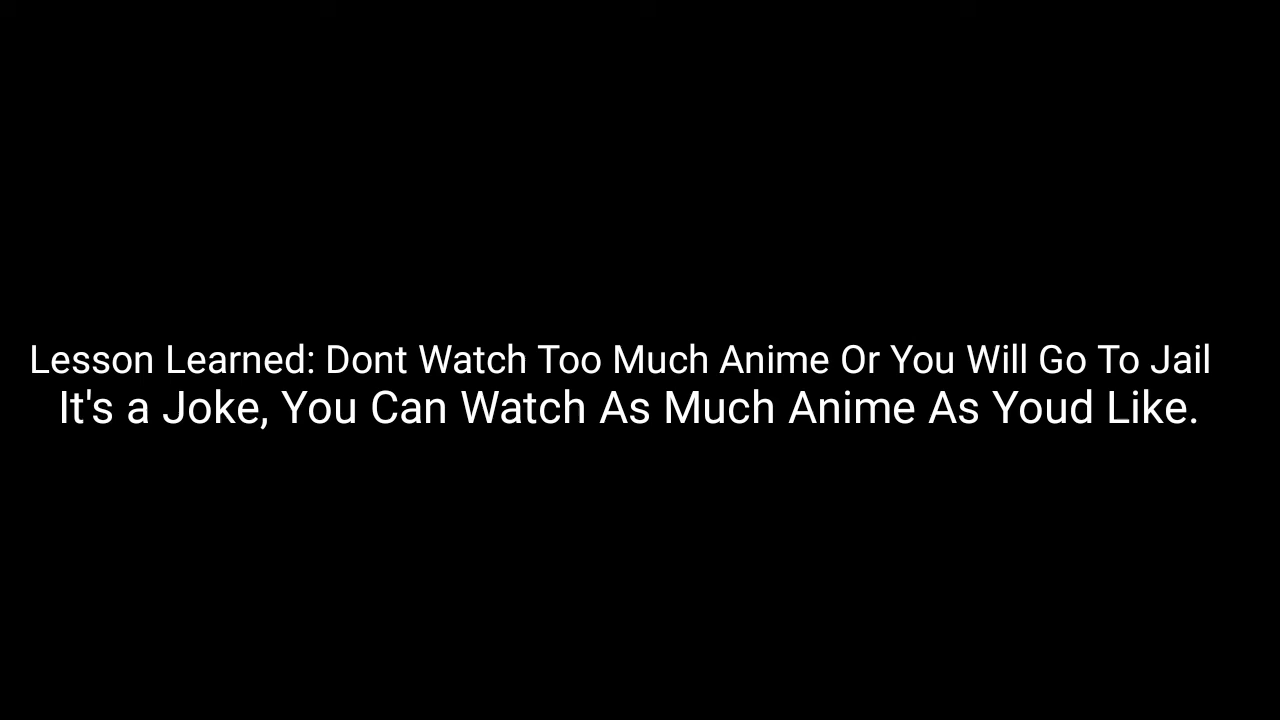 Lesson Learned: Dont Watch Too Much Anime Or You Will Go To Jail
It's a Joke, You Can Watch As Much Anime As Youd Like.